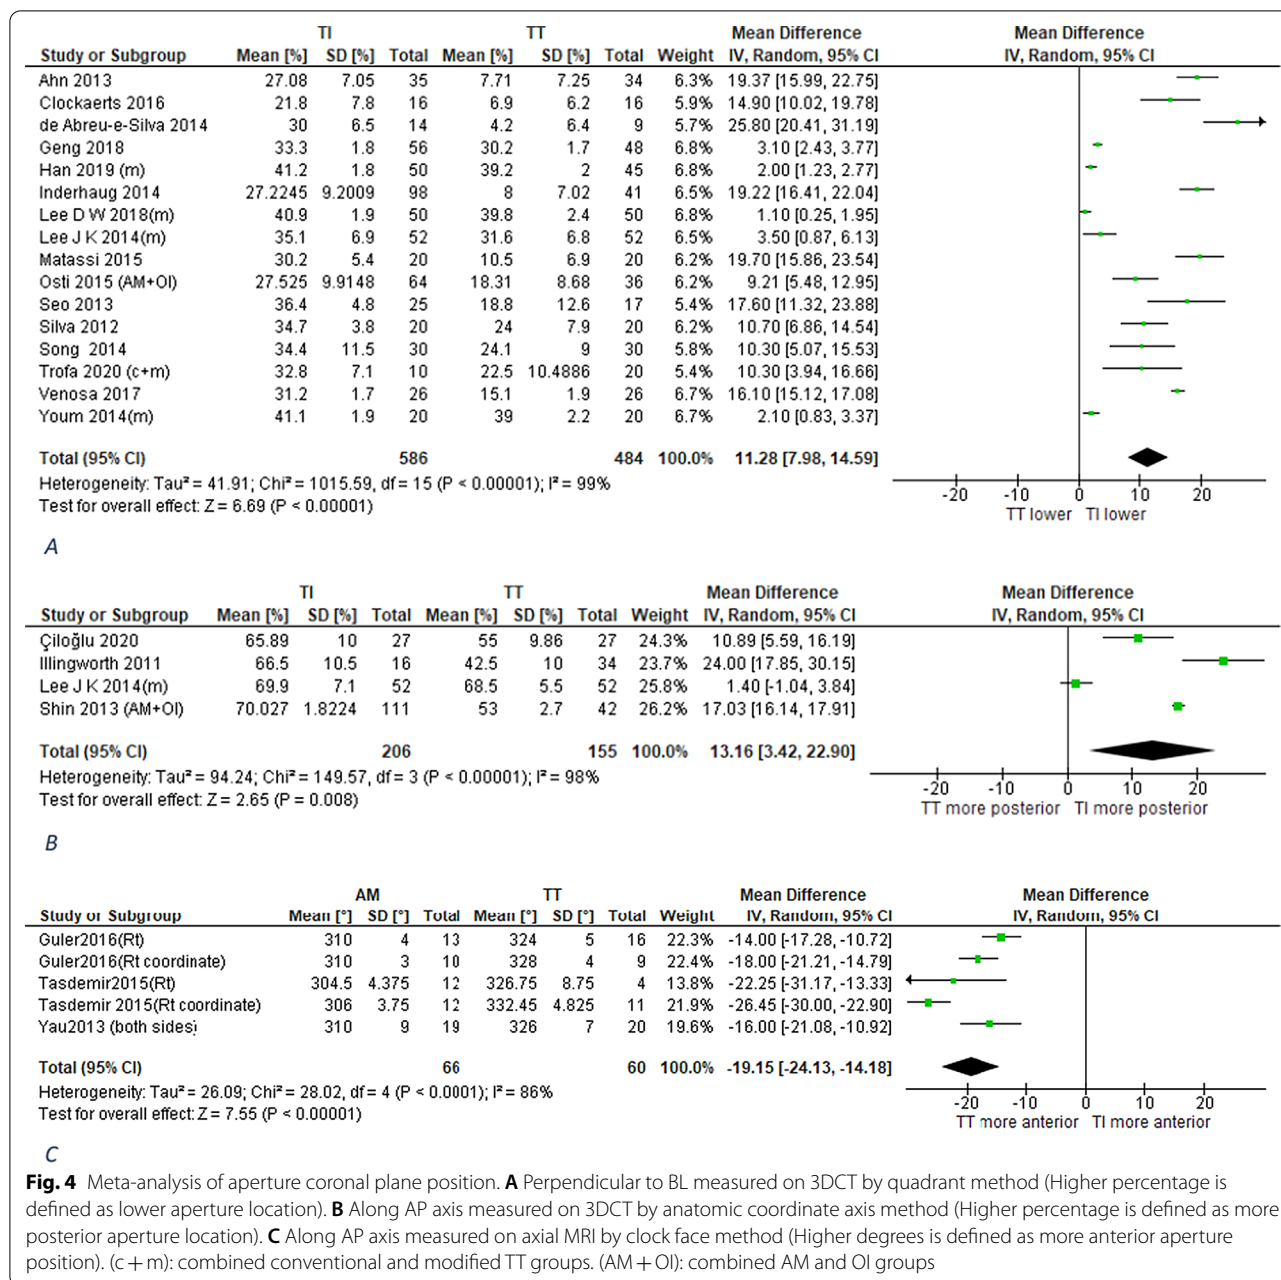 TI TT Mean Difference Mean Difference
Study or Subgroup Mean [%] SD [%] Total Mean [%] SD [%] Total Weight IV, Random, 95% CI IV, Random, 95% CI
Ahn 2013 27.08 7.05 35 7.71 7.25 34 6.3% 19.37 [15.99, 22.75]
Clockaerts 2016 21.8 7.8 16 6.9 6.2 16 5.9% 14.90 [10.02, 19.78]
de Abreu-e-Silva 2014 30 6.5 14 4.2 6.4 9 5.7% 25.80 [20.41, 31.19]
Geng 2018 33.3 1.8 56 30.2 1.7 48 6.8% 3.10 [2.43, 3.77]
Han 2019 (m) 41.2 1.8 50 39.2 2 45 6.8% 2.00 [1.23, 2.77]
Inderhaug 2014 27.2245 9.2009 98 8 7.02 41 6.5% 19.22 [16.41, 22.04]
Lee D W 2018(m) 40.9 1.9 50 39.8 2.4 50 6.8% 1.10 [0.25, 1.95]
Lee J K 2014(m) 35.1 6.9 52 31.6 6.8 52 6.5% 3.50 [0.87, 6.13]
Matassi 2015 30.2 5.4 20 10.5 6.9 20 6.2% 19.70 [15.86, 23.54]
Osti 2015 (AM+OI) 27.525 9.9148 64 18.31 8.68 36 6.2% 9.21 [5.48, 12.95]
Seo 2013 36.4 4.8 25 18.8 12.6 17 5.4% 17.60 [11.32, 23.88]
Silva 2012 34.7 3.8 20 24 7.9 20 6.2% 10.70 [6.86, 14.54]
Song 2014 34.4 11.5 30 24.1 9 30 5.8% 10.30 [5.07, 15.53]
Trofa 2020 (c+m) 32.8 7.1 10 22.5 10.4886 20 5.4% 10.30 [3.94, 16.66]
Venosa 2017 31.2 1.7 26 15.1 1.9 26 6.8% 16.10 [15.12, 17.08]
Youm 2014(m) 41.1 1.9 20 39 2.2 20 6.7% 2.10 [0.83, 3.37]
Total (95% CI) 586 484 100.0% 11.28 [7.98, 14.59]
Heterogeneity: Tau² = 41.91; Chi² = 1015.59, df = 15 (P < 0.00001); I² = 99%
Test for overall effect: Z = 6.69 (P < 0.00001)
-20 -10 0 10 20
TT lower TI lower
A
TI TT Mean Difference Mean Difference
Study or Subgroup Mean [%] SD [%] Total Mean [%] SD [%] Total Weight IV, Random, 95% CI IV, Random, 95% CI
Çiloğlu 2020 65.89 10 27 55 9.86 27 24.3% 10.89 [5.59, 16.19]
Illingworth 2011 66.5 10.5 16 42.5 10 34 23.7% 24.00 [17.85, 30.15]
Lee J K 2014(m) 69.9 7.1 52 68.5 5.5 52 25.8% 1.40 [-1.04, 3.84]
Shin 2013 (AM+OI) 70.027 1.8224 111 53 2.7 42 26.2% 17.03 [16.14, 17.91]
Total (95% CI) 206 155 100.0% 13.16 [3.42, 22.90]
Heterogeneity: Tau² = 94.24; Chi² = 149.57, df = 3 (P < 0.00001); I² = 98%
Test for overall effect: Z = 2.65 (P = 0.008)
-20 -10 0 10 20
TT more posterior TI more posterior
B
AM TT Mean Difference Mean Difference
Study or Subgroup Mean [°] SD [°] Total Mean [°] SD [°] Total Weight IV, Random, 95% CI IV, Random, 95% CI
Guler2016(Rt) 310 4 13 324 5 16 22.3% -14.00 [-17.28, -10.72]
Guler2016(Rt coordinate) 310 3 10 328 4 9 22.4% -18.00 [-21.21, -14.79]
Tasdemir2015(Rt) 304.5 4.375 12 326.75 8.75 4 13.8% -22.25 [-31.17, -13.33]
Tasdemir 2015(Rt coordinate) 306 3.75 12 332.45 4.825 11 21.9% -26.45 [-30.00, -22.90]
Yau2013 (both sides) 310 9 19 326 7 20 19.6% -16.00 [-21.08, -10.92]
Total (95% CI) 66 60 100.0% -19.15 [-24.13, -14.18]
Heterogeneity: Tau² = 26.09; Chi² = 28.02, df = 4 (P < 0.0001); I² = 86%
Test for overall effect: Z = 7.55 (P < 0.00001)
-20 -10 0 10 20
TT more anterior TI more anterior
C
Fig. 4 Meta-analysis of aperture coronal plane position. A Perpendicular to BL measured on 3DCT by quadrant method (Higher percentage is
defined as lower aperture location). B Along AP axis measured on 3DCT by anatomic coordinate axis method (Higher percentage is defined as more
posterior aperture location). C Along AP axis measured on axial MRI by clock face method (Higher degrees is defined as more anterior aperture
position). (c + m): combined conventional and modified TT groups. (AM + OI): combined AM and OI groups